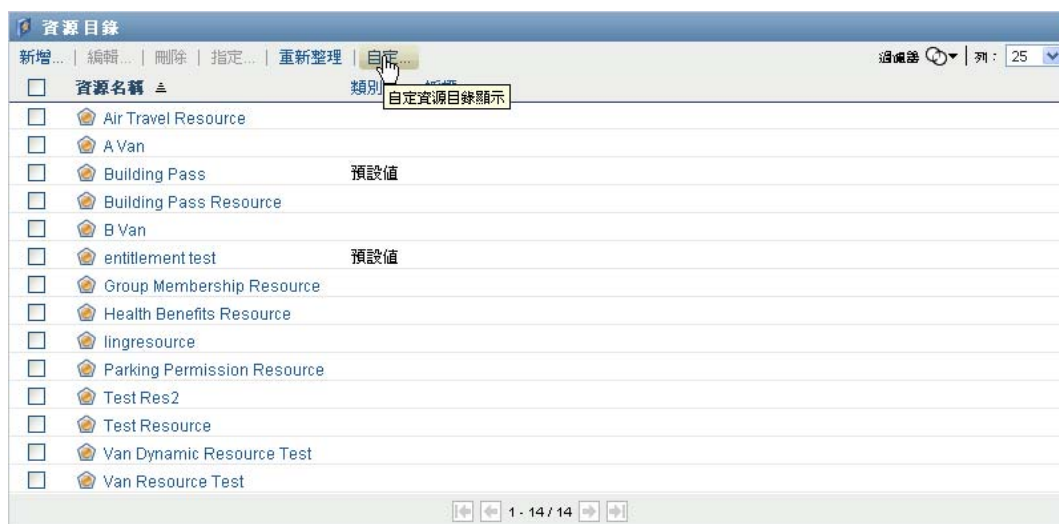 資源目錄
新增... | 編輯... | 刪除 | 指定... | 重新整理 | 自定... 過濾器 列: 25
資源名稱 類別
自定資源目錄顯示
Air Travel Resource
A Van
Building Pass 預設值
Building Pass Resource
B Van
entitlement test 預設值
Group Membership Resource
Health Benefits Resource
lingresource
Parking Permission Resource
Test Res2
Test Resource
Van Dynamic Resource Test
Van Resource Test
1 - 14 / 14